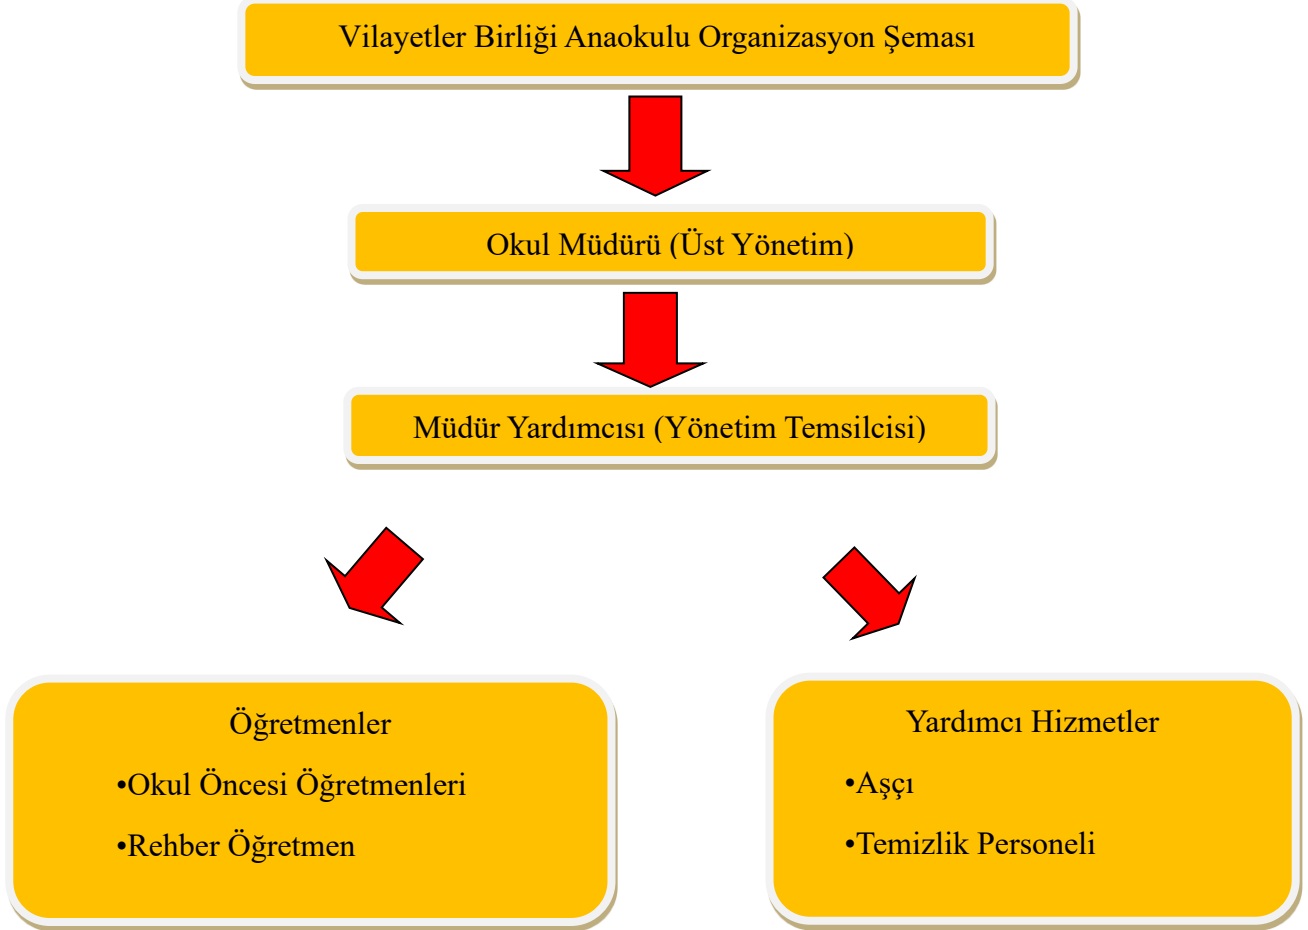 Vilayetler Birliği Anaokulu Organizasyon Şeması
Okul Müdürü (Üst Yönetim)
Müdür Yardımcısı (Yönetim Temsilcisi)
Öğretmenler
•Okul Öncesi Öğretmenleri
•Rehber Öğretmen
Yardımcı Hizmetler
•Aşçı
•Temizlik Personeli